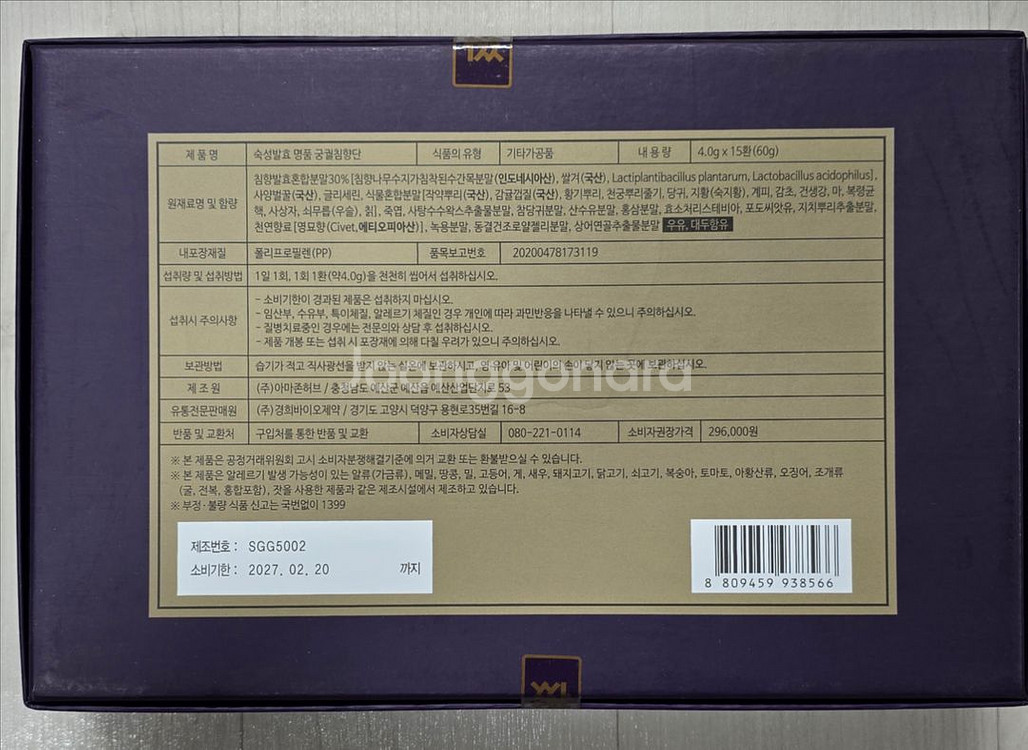 제 품 명 숙성발효 명품 궁궐침향단 식품의 유형 기타가공품 내 용 량 4.0g x 15환(60g)
원재료명 및 함량 침향발효혼합분말30% [침향나무수지가침착된수간목분말(인도네시아산), 쌀겨(국산), Lactiplantibacillus plantarum, Lactobacillus acidophilus],
사양벌꿀(국산), 글리세린, 식물혼합분말[작약뿌리(국산), 감귤껍질(국산), 황기뿌리, 천궁뿌리줄기, 당귀, 지황(숙지황), 계피, 감초, 건생강, 마, 복령균
핵, 사상자, 쇠무릅(우슬), 칡], 죽엽, 사탕수수왁스추출물분말, 참당귀분말, 산수유분말, 홍삼분말, 효소처리스테비아, 포도씨앗유, 지치뿌리추출분말,
천연향료[영묘향(Civet,에티오피아산)], 녹용분말, 동결건조로얄젤리분말, 상어연골추출물분말 우유, 대두함유
내포장재질 폴리프로필렌(PP) 품목보고번호 20200478173119
섭취량 및 섭취방법 1일 1회, 1회 1환(약4.0g)을 천천히 씹어서 섭취하십시오.
섭취시 주의사항 - 소비기한이 경과된 제품은 섭취하지 마십시오.
- 임산부, 수유부, 특이체질, 알레르기 체질인 경우 개인에 따라 과민반응을 나타낼 수 있으니 주의하십시오.
- 질병치료중인 경우에는 전문의와 상담 후 섭취하십시오.
- 제품 개봉 또는 섭취 시 포장재에 의해 다칠 우려가 있으니 주의하십시오.
보관방법 습기가 적고 직사광선을 받지 않는 실온에 보관하시고, 영·유아 및 어린이의 손이 닿지 않는 곳에 보관하십시오.
Joonggonara
제 조 원 (주)아마존허브 / 충청남도 예산군 예산읍 예산산업단지로 53
유통전문판매원 (주)경희바이오제약 / 경기도 고양시 덕양구 용현로35번길 16-8
반품 및 교환처 구입처를 통한 반품 및 교환 소비자상담실 080-221-0114 소비자권장가격 296,000원
※ 본 제품은 공정거래위원회 고시 소비자분쟁해결기준에 의거 교환 또는 환불받으실 수 있습니다.
※ 본 제품은 알레르기 발생 가능성이 있는 알류(가금류), 메밀, 땅콩, 밀, 고등어, 게, 새우, 돼지고기, 닭고기, 쇠고기, 복숭아, 토마토, 아황산류, 오징어, 조개류
(굴, 전복, 홍합포함), 잣을 사용한 제품과 같은 제조시설에서 제조하고 있습니다.
※ 부정·불량 식품 신고는 국번없이 1399
제조번호 : SGG5002
소비기한 : 2027. 02. 20 까지
8 809459 938566